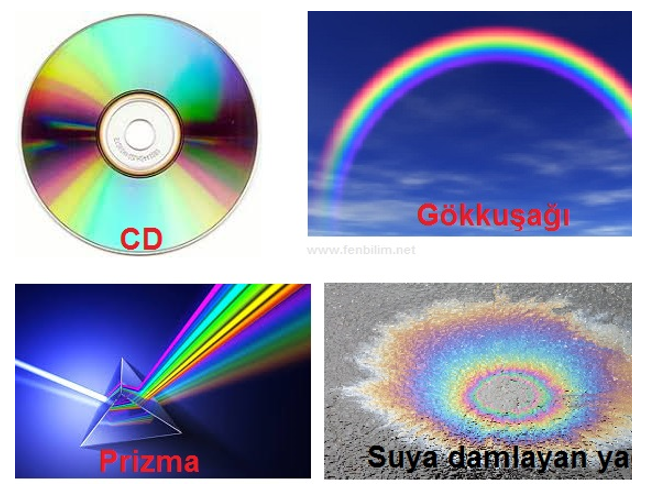 CD
Gökkuşağı
www.fenbilim.net
Prizma
Suya damlayan ya